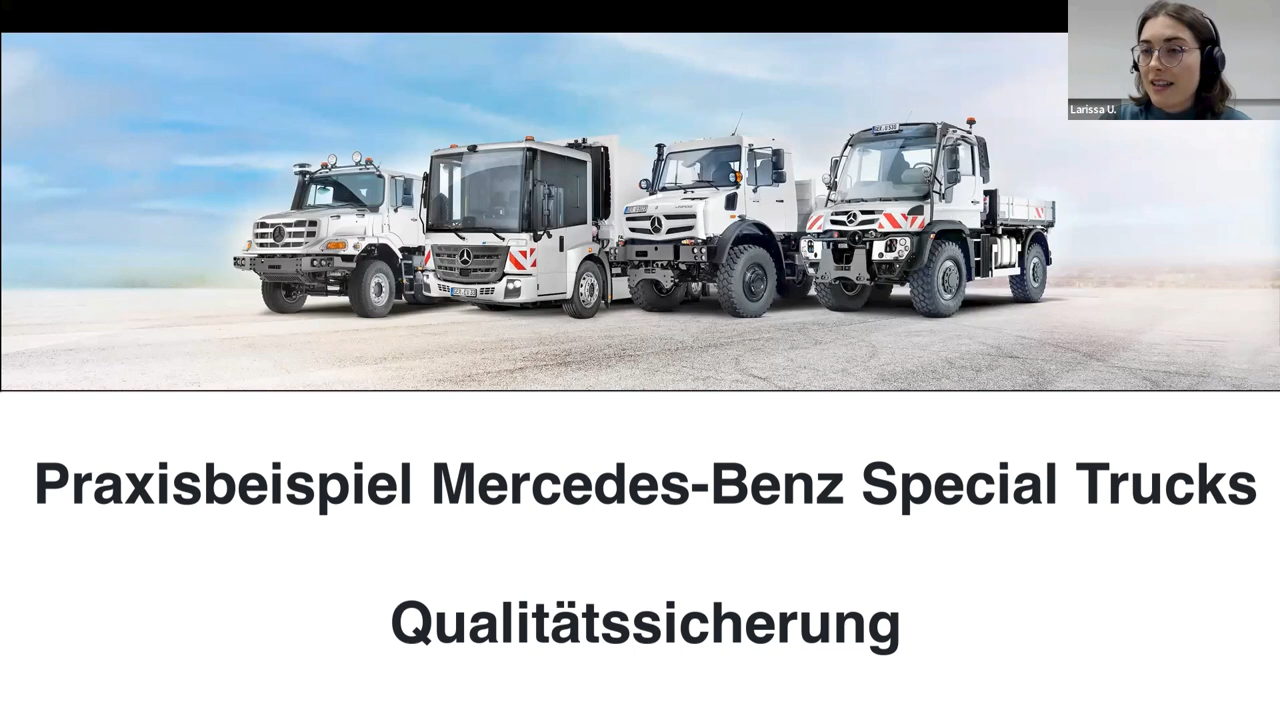 Larissa U.
Praxisbeispiel Mercedes-Benz Special Trucks
Qualitätssicherung